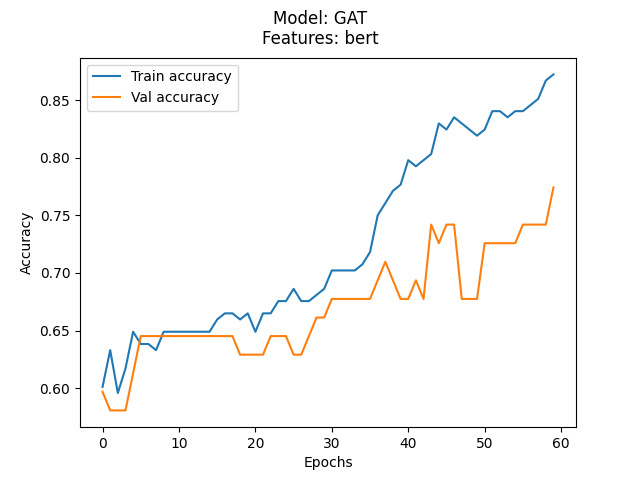 Model: GAT
Features: bert
Train accuracy
Val accuracy
Accuracy
0.85
0.80
0.75
0.70
0.65
0.60
0 10 20 30 40 50 60
Epochs